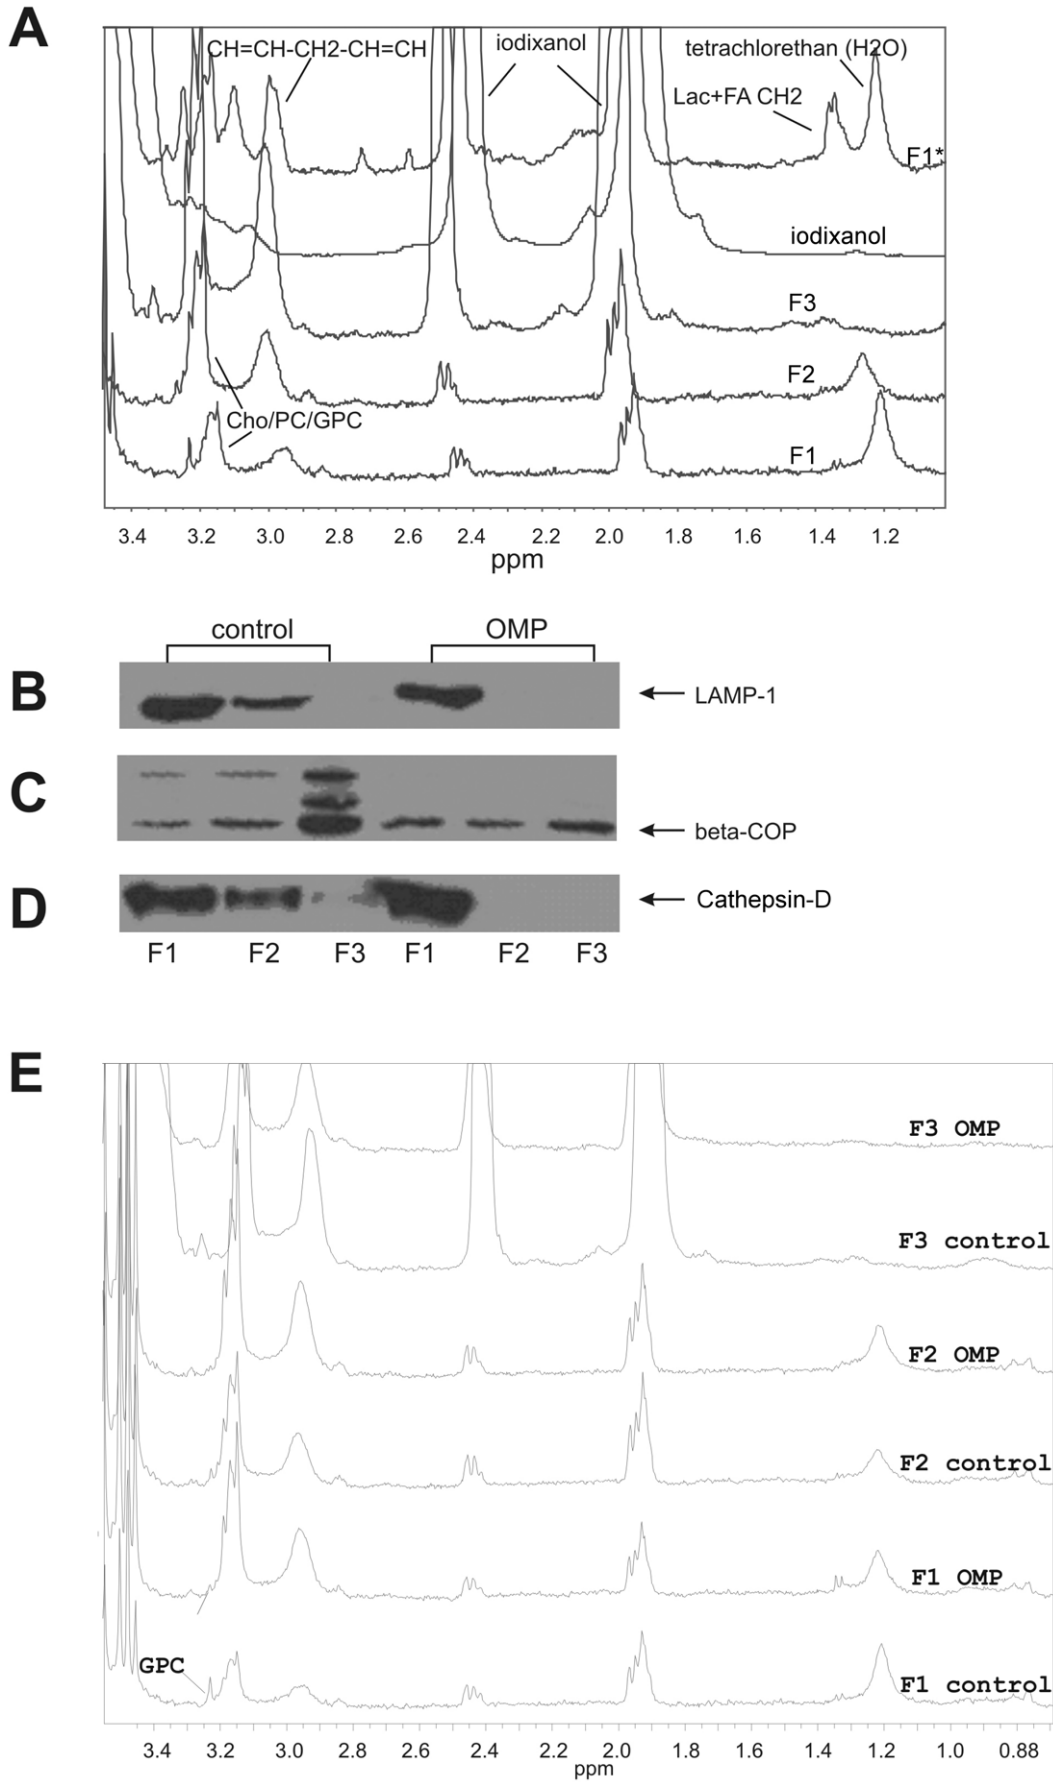 A
CH=CH-CH2-CH=CH
iodixanol
tetrachlorethan (H2O)
Lac+FA CH2
F1*
iodixanol
F3
F2
Cho/PC/GPC
F1
3.4 3.2 3.0 2.8 2.6 2.4 2.2 2.0 1.8 1.6 1.4 1.2
ppm
control OMP
B
LAMP-1
C
beta-COP
D
Cathepsin-D
F1 F2 F3 F1 F2 F3
E
F3 OMP
F3 control
F2 OMP
F2 control
F1 OMP
GPC
F1 control
3.4 3.2 3.0 2.8 2.6 2.4 2.2 2.0 1.8 1.6 1.4 1.2 1.0 0.88
ppm